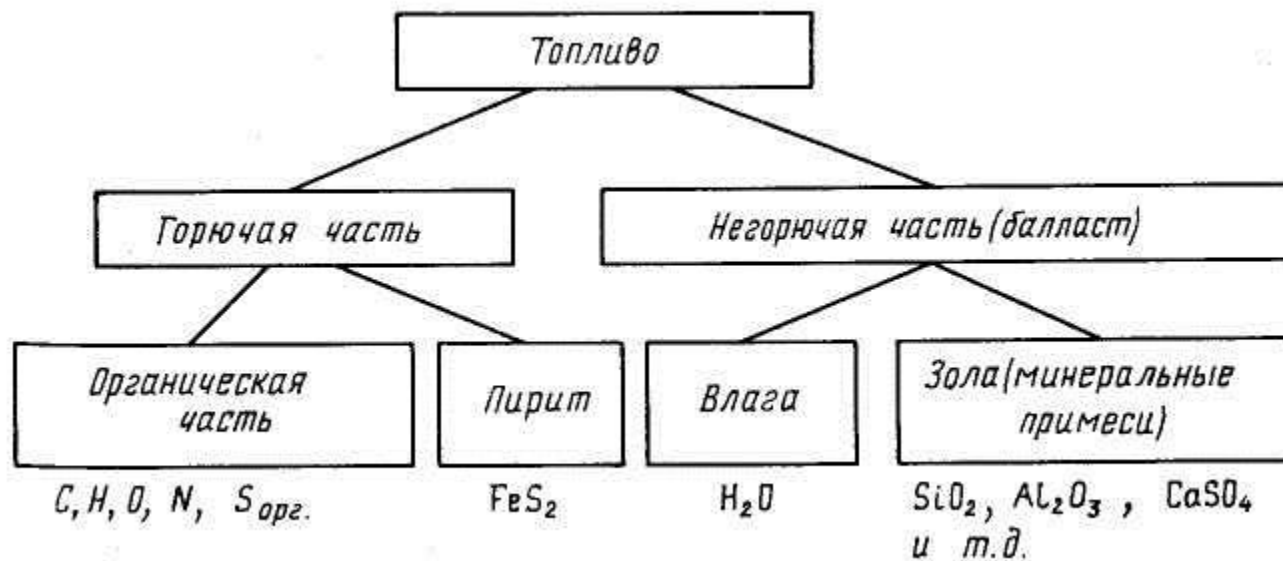 Топливо
Горючая часть
Негорючая часть (балласт)
Органическая
часть
Пирит
Влага
Зола (минеральные
примеси)
C, H, O, N, Sорг.
FeS₂
H₂O
SiO₂, Al₂O₃, CaSO₄
и т.д.